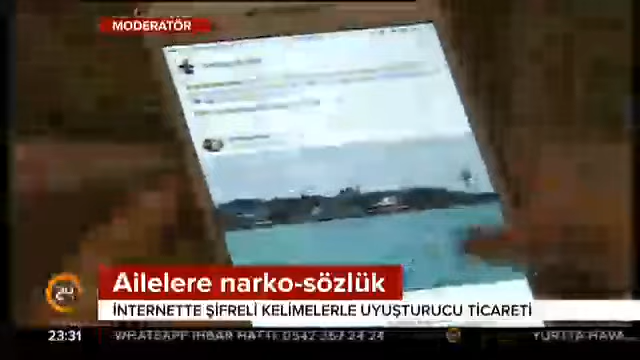 MODERATÖR
Ailelere narko-sözlük
İNTERNETTE ŞİFRELİ KELİMELERLE UYUŞTURUCU TİCARETİ
24
23:31
WHATSAPP İHBAR HATTI 0542 357 24 24
YURTTA HAVA